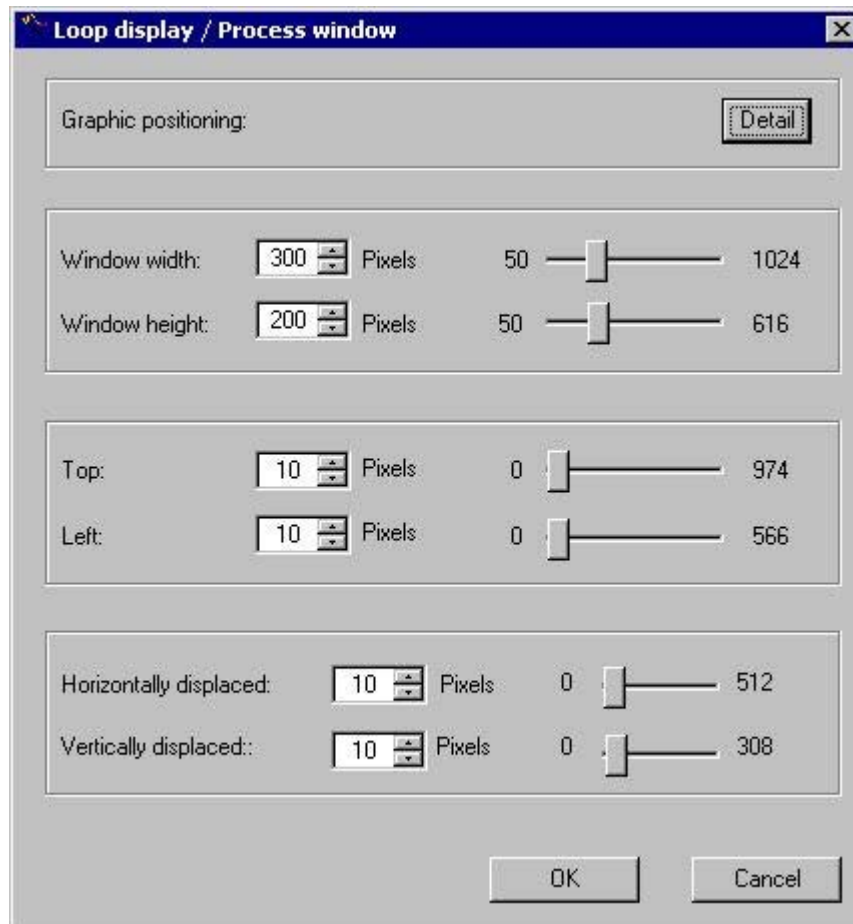 Loop display / Process window
Graphic positioning: Detail
Window width: 300 Pixels 50 1024
Window height: 200 Pixels 50 616
Top: 10 Pixels 0 974
Left: 10 Pixels 0 566
Horizontally displaced: 10 Pixels 0 512
Vertically displaced:: 10 Pixels 0 308
OK Cancel